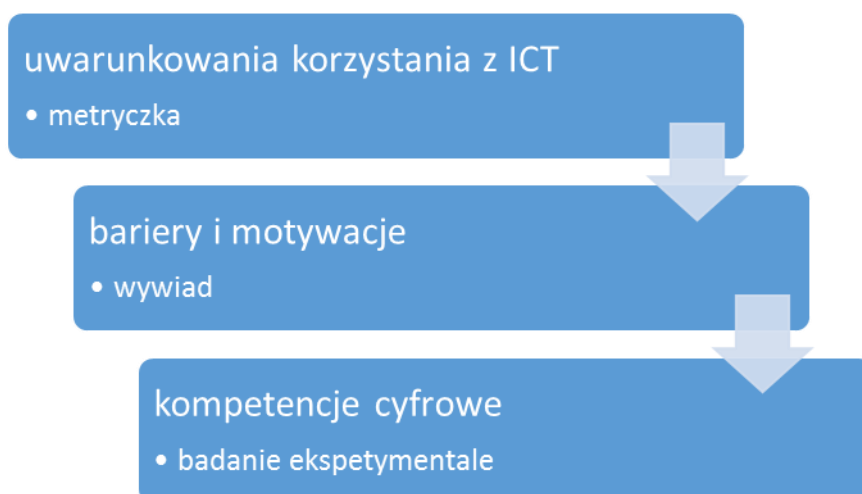 uwarunkowania korzystania z ICT
• metryczka
bariery i motywacje
• wywiad
kompetencje cyfrowe
• badanie ekspetymentale